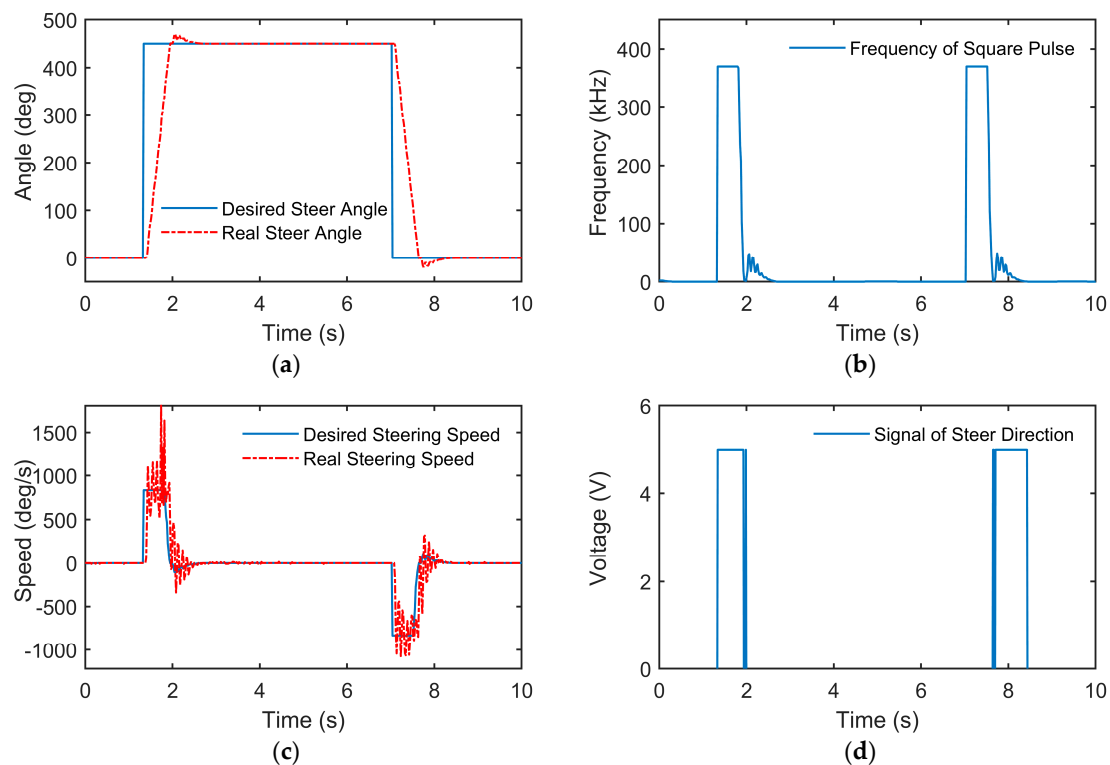 500
400
300
200
100
0
Angle (deg)
Desired Steer Angle
Real Steer Angle
0 2 4 6 8 10
Time (s)
(a)
400
300
200
100
0
Frequency (kHz)
Frequency of Square Pulse
0 2 4 6 8 10
Time (s)
(b)
1500
1000
500
0
-500
-1000
Speed (deg/s)
Desired Steering Speed
Real Steering Speed
0 2 4 6 8 10
Time (s)
(c)
6
4
2
0
Voltage (V)
Signal of Steer Direction
0 2 4 6 8 10
Time (s)
(d)